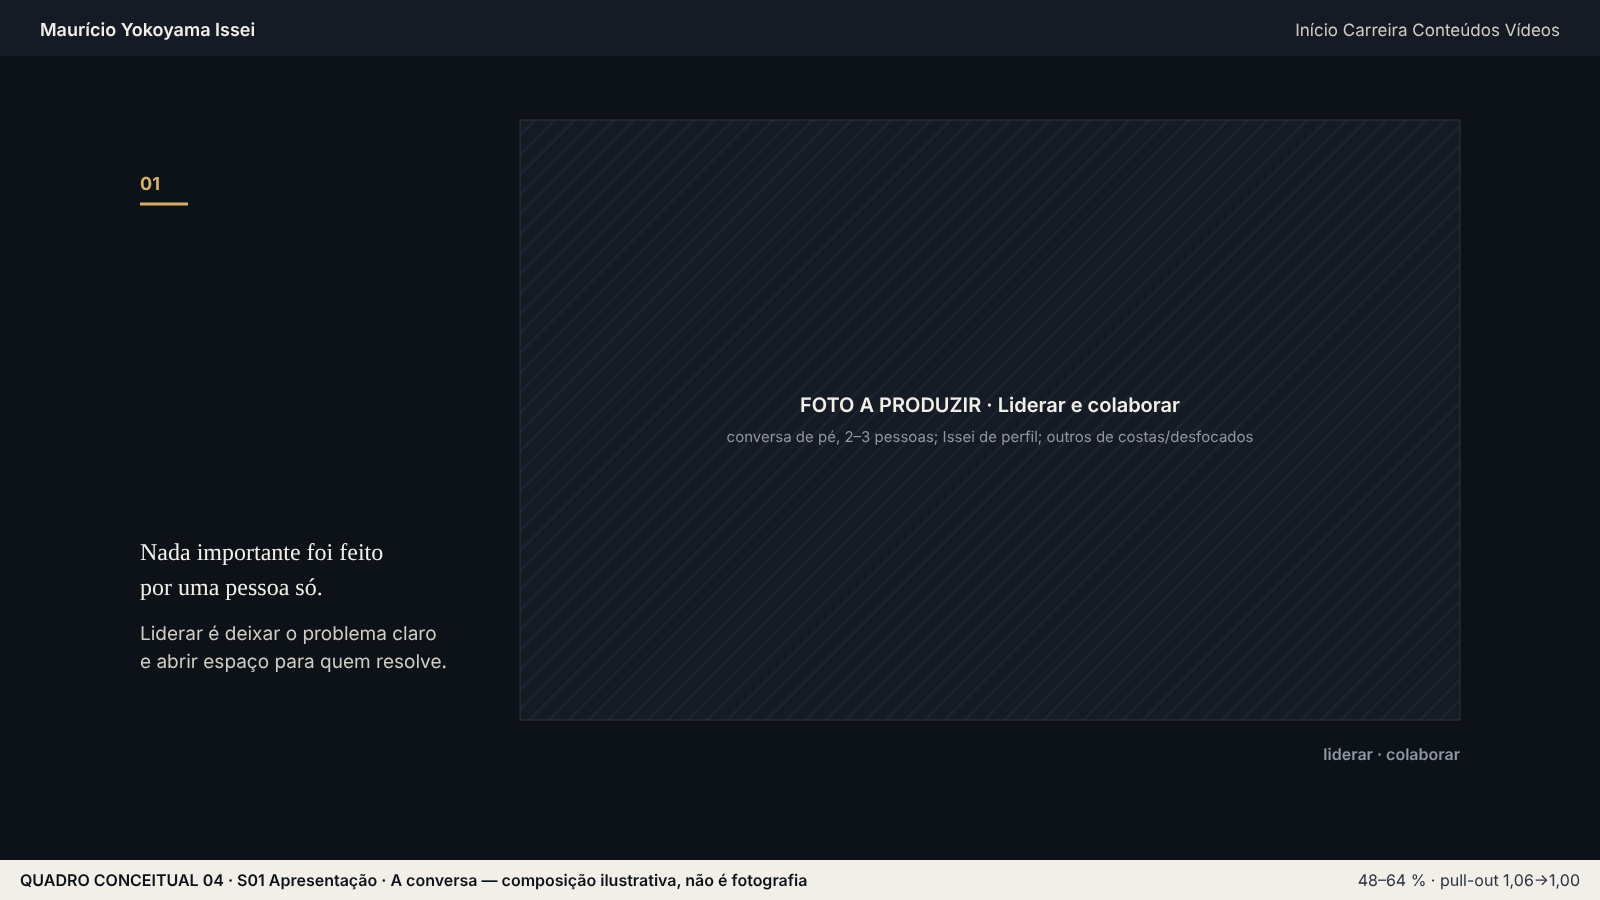 Maurício Yokoyama Issei
Início Carreira Conteúdos Vídeos
01
FOTO A PRODUZIR · Liderar e colaborar
conversa de pé, 2–3 pessoas; Issei de perfil; outros de costas/desfocados
Nada importante foi feito
por uma pessoa só.
Liderar é deixar o problema claro
e abrir espaço para quem resolve.
liderar · colaborar
QUADRO CONCEITUAL 04 · S01 Apresentação · A conversa — composição ilustrativa, não é fotografia
48–64 % · pull-out 1,06→1,00